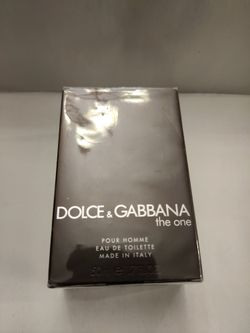 DOLCE & GABBANA
the one
POUR HOMME
EAU DE TOILETTE
MADE IN ITALY